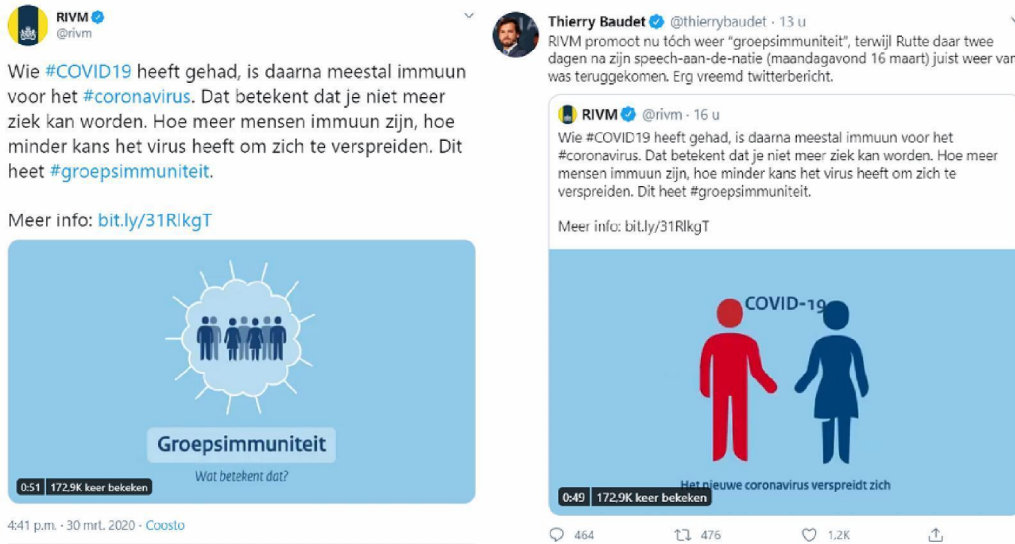 RIVM
@rivm
Wie #COVID19 heeft gehad, is daarna meestal immuun
voor het #coronavirus. Dat betekent dat je niet meer
ziek kan worden. Hoe meer mensen immuun zijn, hoe
minder kans het virus heeft om zich te verspreiden. Dit
heet #groepsimmuniteit.
Meer info: bit.ly/31RlkgT
Groepsimmuniteit
Wat betekent dat?
0:51 172,9K keer bekeken
4:41 p.m. · 30 mrt. 2020 · Coosto
Thierry Baudet @thierrybaudet · 13 u
RIVM promoot nu tóch weer "groepsimmuniteit", terwijl Rutte daar twee
dagen na zijn speech-aan-de-natie (maandagavond 16 maart) juist weer van
was teruggekomen. Erg vreemd twitterbericht.
RIVM @rivm · 16 u
Wie #COVID19 heeft gehad, is daarna meestal immuun voor het
#coronavirus. Dat betekent dat je niet meer ziek kan worden. Hoe meer
mensen immuun zijn, hoe minder kans het virus heeft om zich te
verspreiden. Dit heet #groepsimmuniteit.
Meer info: bit.ly/31RlkgT
COVID-19
Het nieuwe coronavirus verspreidt zich
0:49 172,9K keer bekeken
464 476 1.2K